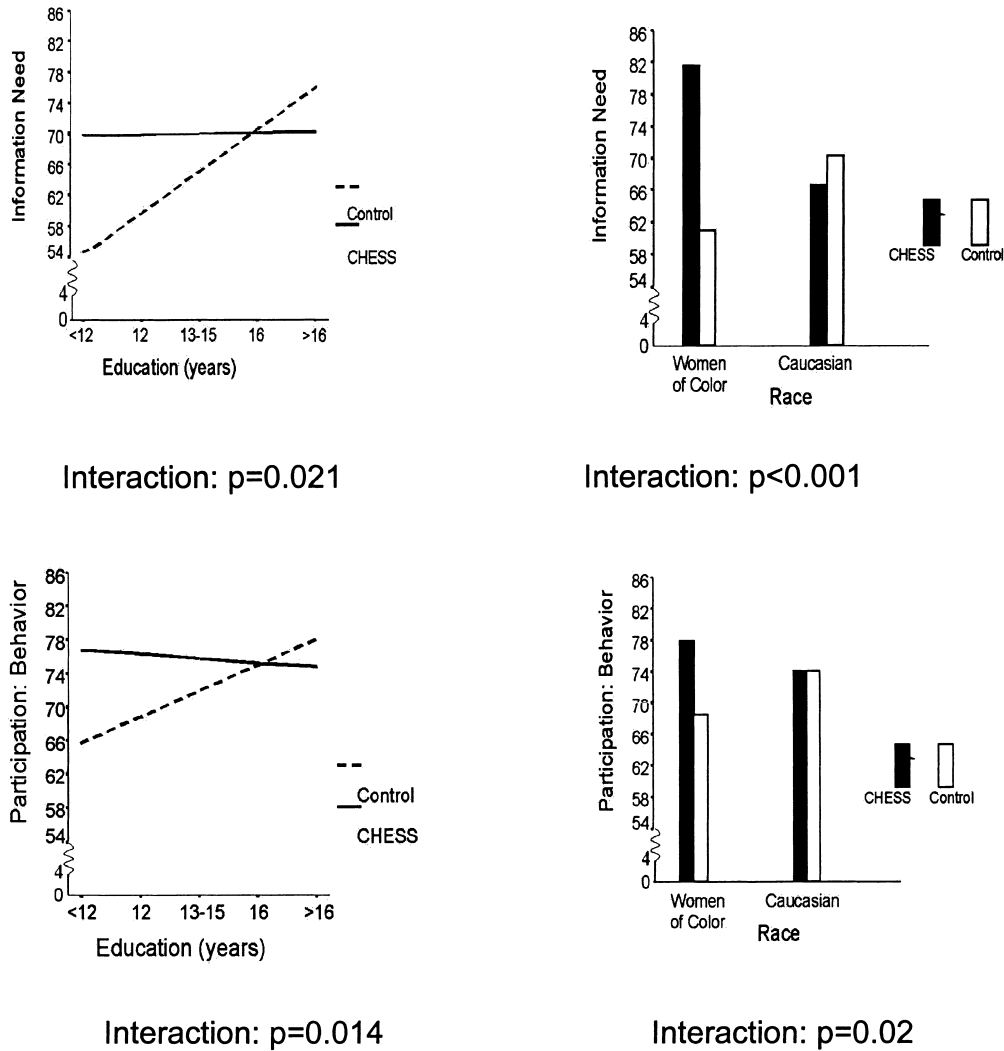 86
82
78
74
70
66
62
58
54
4
0
Information Need
<12 12 13-15 16 >16
Education (years)
Control
CHESS
Interaction: p=0.021
86
82
78
74
70
66
62
58
54
4
0
Information Need
Women
of Color
Caucasian
Race
CHESS Control
Interaction: p<0.001
86
82
78
74
70
66
62
58
54
4
0
Participation: Behavior
<12 12 13-15 16 >16
Education (years)
Control
CHESS
Interaction: p=0.014
86
82
78
74
70
66
62
58
54
4
0
Participation: Behavior
Women
of Color
Caucasian
Race
CHESS Control
Interaction: p=0.02